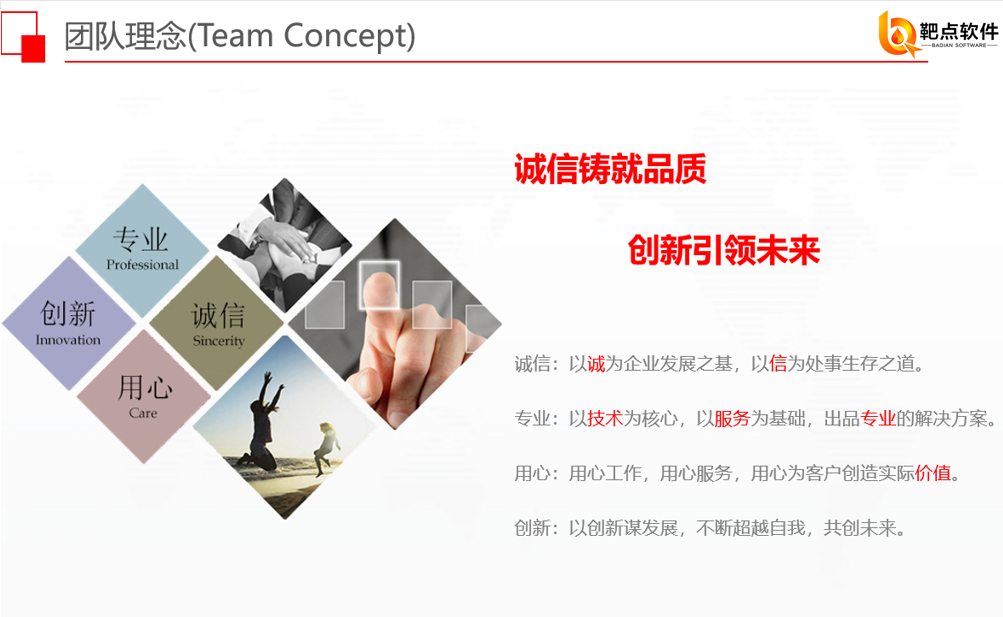 团队理念(Team Concept)
靶点软件
BADIAN SOFTWARE
诚信铸就品质
创新引领未来
专业
Professional
创新
Innovation
诚信
Sincerity
用心
Care
诚信：以诚为企业发展之基，以信为处事生存之道。
专业：以技术为核心，以服务为基础，出品专业的解决方案。
用心：用心工作，用心服务，用心为客户创造实际价值。
创新：以创新谋发展，不断超越自我，共创未来。